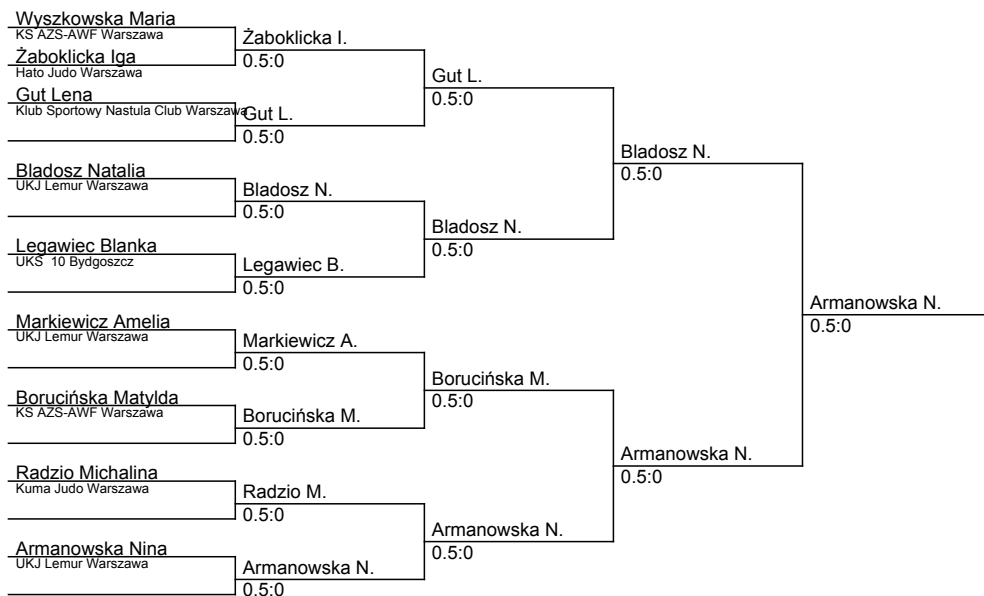 Wyszkowska Maria
KS AZS-AWF Warszawa
Żaboklicka Iga
Hato Judo Warszawa
Gut Lena
Klub Sportowy Nastula Club Warszawa
Bladosz Natalia
UKJ Lemur Warszawa
Legawiec Blanka
UKS 10 Bydgoszcz
Markiewicz Amelia
UKJ Lemur Warszawa
Borucińska Matylda
KS AZS-AWF Warszawa
Radzio Michalina
Kuma Judo Warszawa
Armanowska Nina
UKJ Lemur Warszawa
Żaboklicka I.
0.5:0
Gut L.
0.5:0
Bladosz N.
0.5:0
Legawiec B.
0.5:0
Markiewicz A.
0.5:0
Borucińska M.
0.5:0
Radzio M.
0.5:0
Armanowska N.
0.5:0
Gut L.
0.5:0
Bladosz N.
0.5:0
Borucińska M.
0.5:0
Armanowska N.
0.5:0
Bladosz N.
0.5:0
Armanowska N.
0.5:0
Armanowska N.
0.5:0